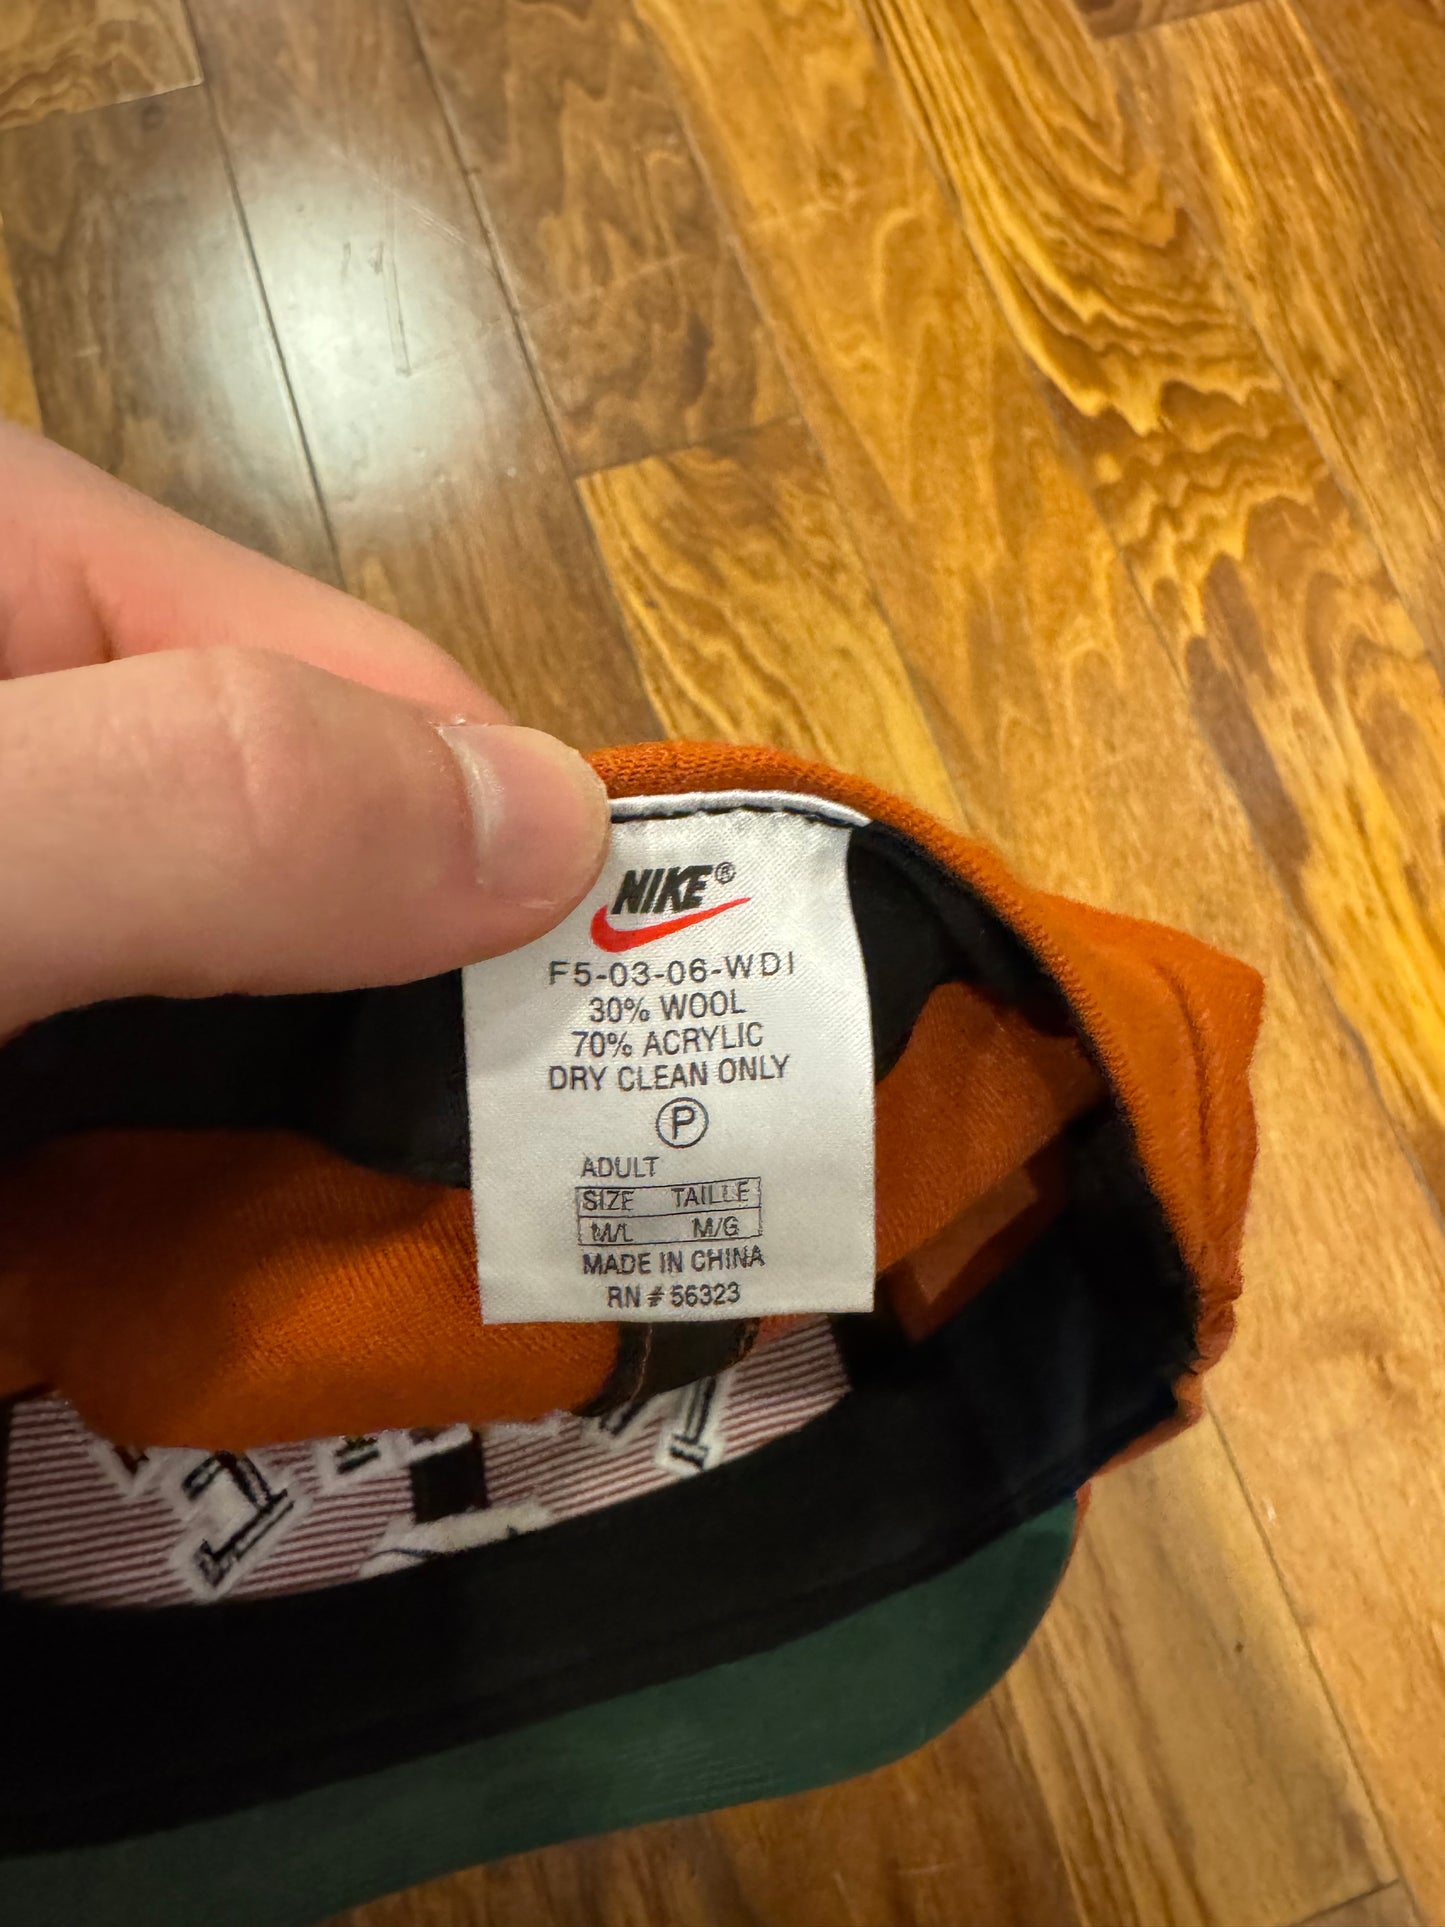 NIKE®
F5-03-06-WDI
30% WOOL
70% ACRYLIC
DRY CLEAN ONLY
P
ADULT
SIZE TAILLE
M/L M/G
MADE IN CHINA
RN # 56323